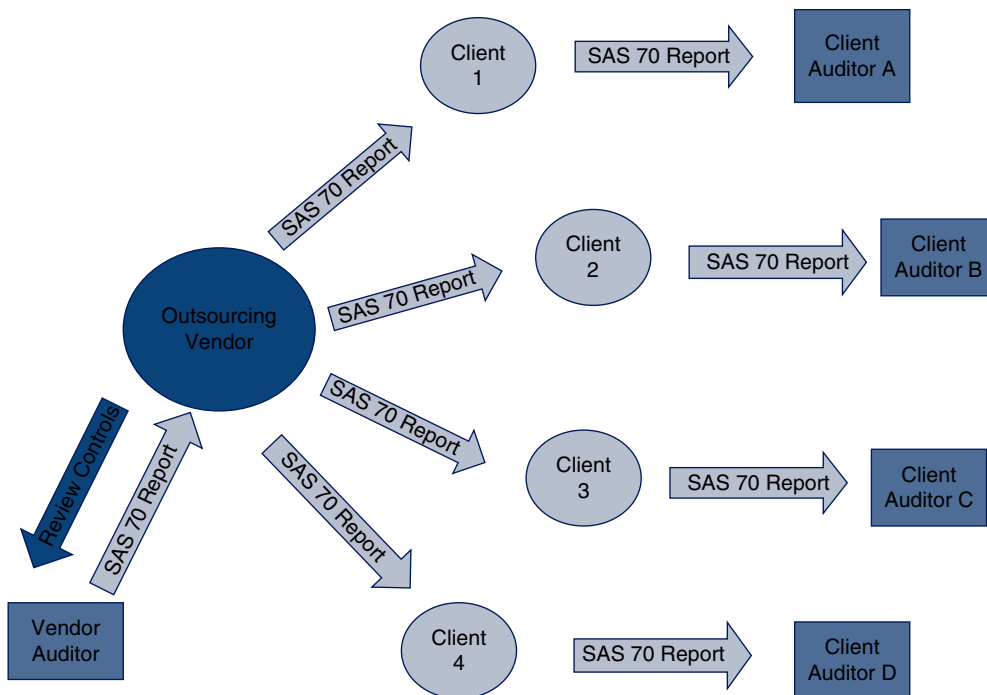 Client
1
SAS 70 Report
Client
Auditor A
SAS 70 Report
Client
2
SAS 70 Report
Client
Auditor B
SAS 70 Report
Outsourcing
Vendor
SAS 70 Report
Client
3
SAS 70 Report
Client
Auditor C
Review Controls
SAS 70 Report
SAS 70 Report
Vendor
Auditor
Client
4
SAS 70 Report
Client
Auditor D